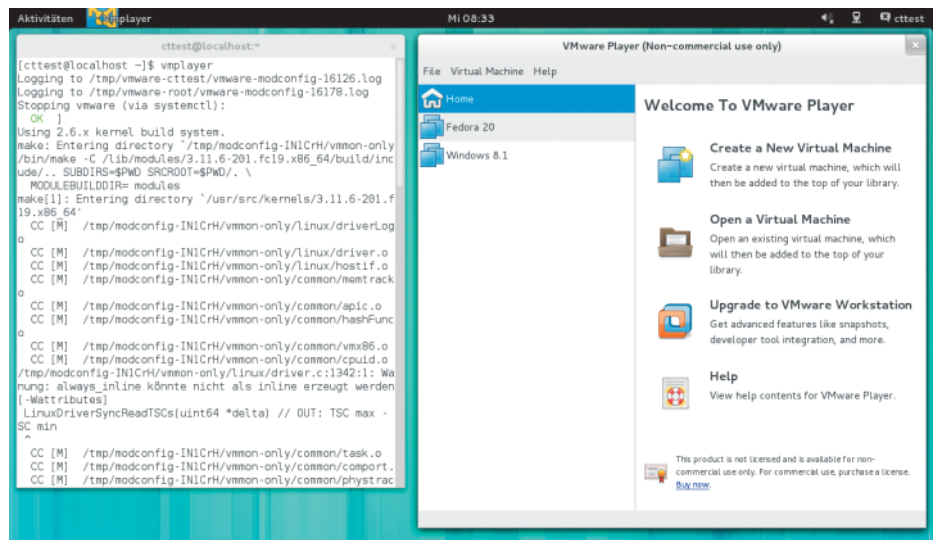 Aktivitäten
vmplayer
Mi 08:33
cttest
cttest@localhost:~
[cttest@localhost ~]$ vmplayer
Logging to /tmp/vmware-cttest/vmware-modconfig-16126.log
Logging to /tmp/vmware-root/vmware-modconfig-16178.log
Stopping vmware (via systemctl):
OK ]
Using 2.6.x kernel build system.
make: Entering directory `/tmp/modconfig-IN1CrH/vmmon-only
/bin/make -C /lib/modules/3.11.6-201.fc19.x86_64/build/inc
ude/.. SUBDIRS=$PWD SRCROOT=$PWD/. \
MODULEBUILDDIR= modules
make[1]: Entering directory `/usr/src/kernels/3.11.6-201.f
19.x86_64'
CC [M] /tmp/modconfig-IN1CrH/vmmon-only/linux/driverLog
o
CC [M] /tmp/modconfig-IN1CrH/vmmon-only/linux/driver.o
CC [M] /tmp/modconfig-IN1CrH/vmmon-only/linux/hostif.o
CC [M] /tmp/modconfig-IN1CrH/vmmon-only/common/memtrack
o
CC [M] /tmp/modconfig-IN1CrH/vmmon-only/common/apic.o
CC [M] /tmp/modconfig-IN1CrH/vmmon-only/common/hashFunc
o
CC [M] /tmp/modconfig-IN1CrH/vmmon-only/common/vmx86.o
CC [M] /tmp/modconfig-IN1CrH/vmmon-only/common/cpuid.o
/tmp/modconfig-IN1CrH/vmmon-only/linux/driver.c:1342:1: Wa
nung: always_inline könnte nicht als inline erzeugt werden
[-Wattributes]
LinuxDriverSyncReadTSCs(uint64 *delta) // OUT: TSC max -
SC min
^
CC [M] /tmp/modconfig-IN1CrH/vmmon-only/common/task.o
CC [M] /tmp/modconfig-IN1CrH/vmmon-only/common/comport.
CC [M] /tmp/modconfig-IN1CrH/vmmon-only/common/phystrac
VMware Player (Non-commercial use only)
File Virtual Machine Help
Home
Fedora 20
Windows 8.1
Welcome To VMware Player
Create a New Virtual Machine
Create a new virtual machine, which will
then be added to the top of your library.
Open a Virtual Machine
Open an existing virtual machine, which
will then be added to the top of your
library.
Upgrade to VMware Workstation
Get advanced features like snapshots,
developer tool integration, and more.
Help
View help contents for VMware Player.
This product is not licensed and is available for non-
commercial use only. For commercial use, purchase a license.
Buy now.